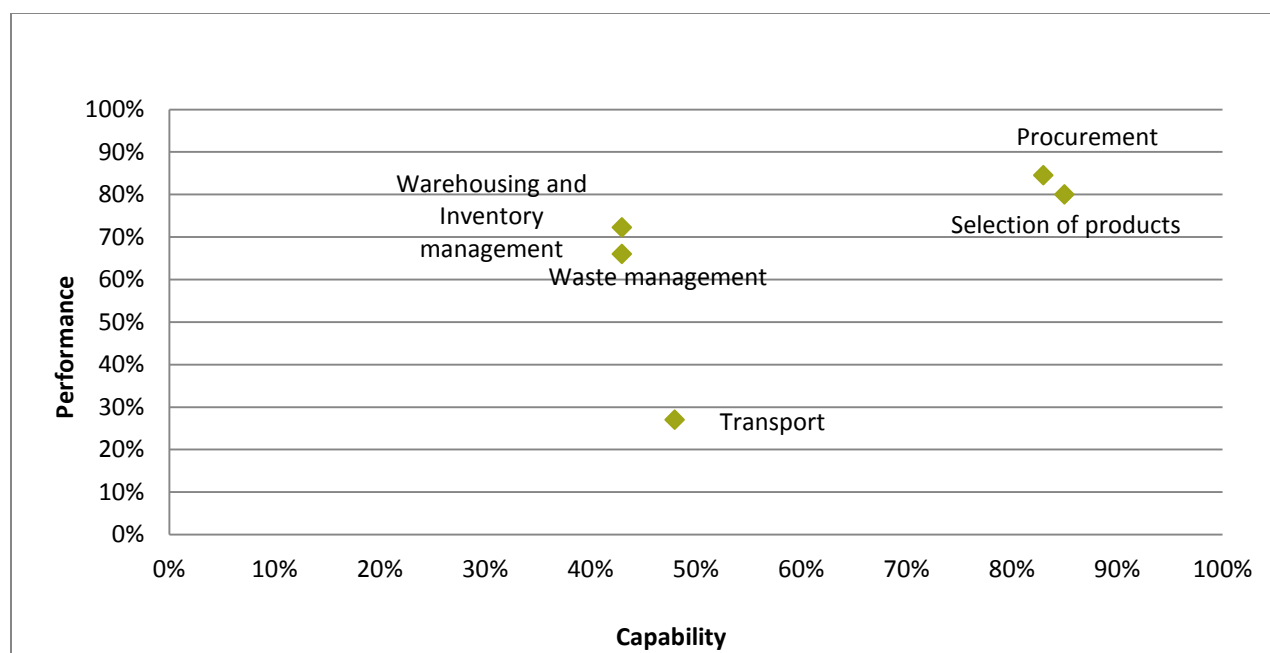 100%
90%
80%
70%
60%
50%
40%
30%
20%
10%
0%
Performance
Procurement
Warehousing and
Inventory
management
Selection of products
Waste management
Transport
0% 10% 20% 30% 40% 50% 60% 70% 80% 90% 100%
Capability